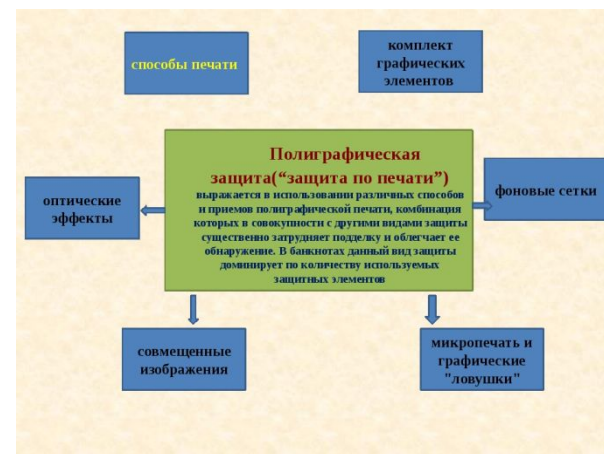 способы печати
комплект
графических
элементов
Полиграфическая
защита(“защита по печати”)
выражается в использовании различных способов
и приемов полиграфической печати, комбинация
которых в совокупности с другими видами защиты
существенно затрудняет подделку и облегчает ее
обнаружение. В банкнотах данный вид защиты
доминирует по количеству используемых
защитных элементов
оптические
эффекты
фоновые сетки
совмещенные
изображения
микропечать и
графические
"ловушки"